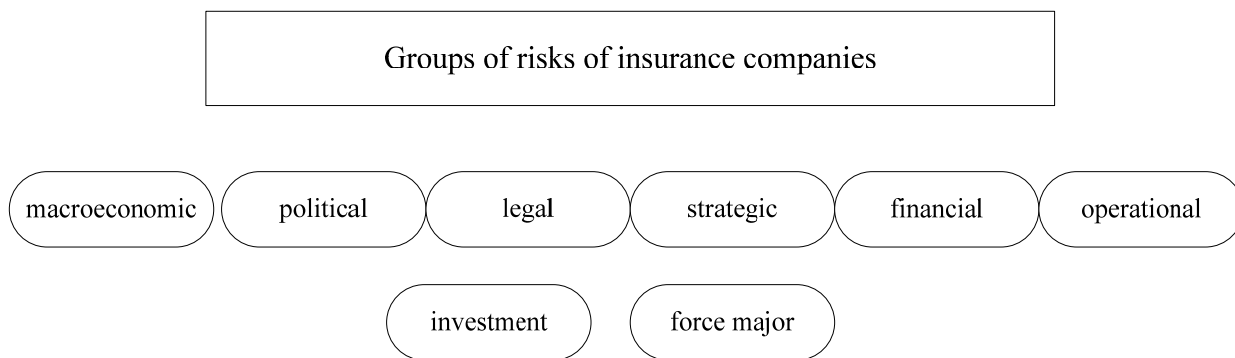 Groups of risks of insurance companies
macroeconomic
political
legal
strategic
financial
operational
investment
force major